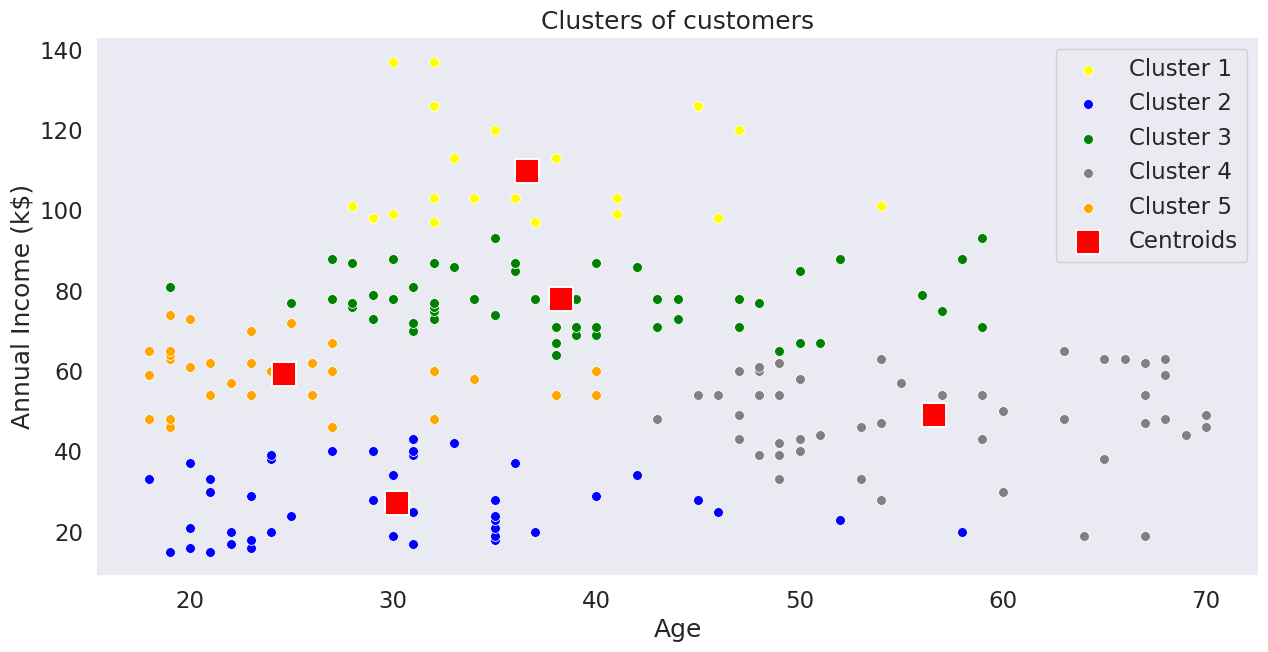 Clusters of customers
140
120
100
80
60
40
20
Annual Income (k$)
Cluster 1
Cluster 2
Cluster 3
Cluster 4
Cluster 5
Centroids
20 30 40 50 60 70
Age